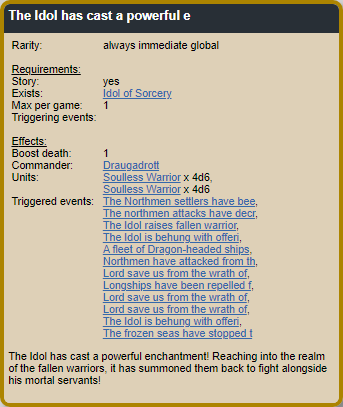 The Idol has cast a powerful e
Rarity: always immediate global
Requirements:
Story: yes
Exists: Idol of Sorcery
Max per game: 1
Triggering events:
Effects:
Boost death: 1
Commander: Draugadrott
Units: Soulless Warrior x 4d6,
Soulless Warrior x 4d6
Triggered events: The Northmen settlers have bee,
The northmen attacks have decr,
The Idol raises fallen warrior,
The Idol is behung with offeri,
A fleet of Dragon-headed ships,
Northmen have attacked from th,
Lord save us from the wrath of,
Longships have been repelled f,
Lord save us from the wrath of,
Lord save us from the wrath of,
The Idol is behung with offeri,
The frozen seas have stopped t
The Idol has cast a powerful enchantment! Reaching into the realm
of the fallen warriors, it has summoned them back to fight alongside
his mortal servants!